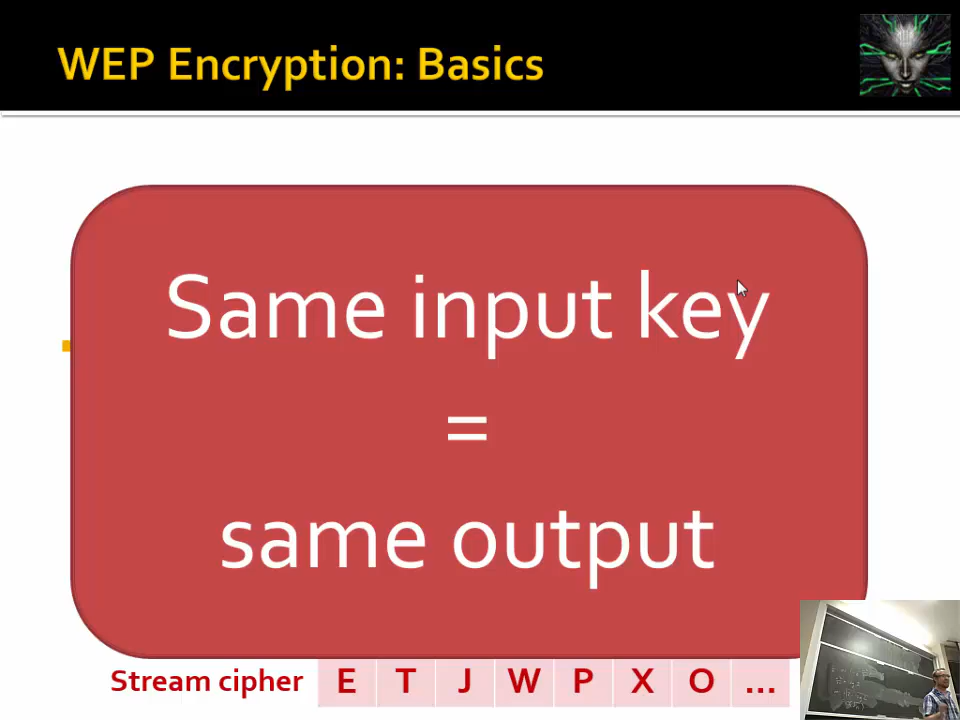 WEP Encryption: Basics
Same input key
=
same output
Stream cipher E T J W P X O ...